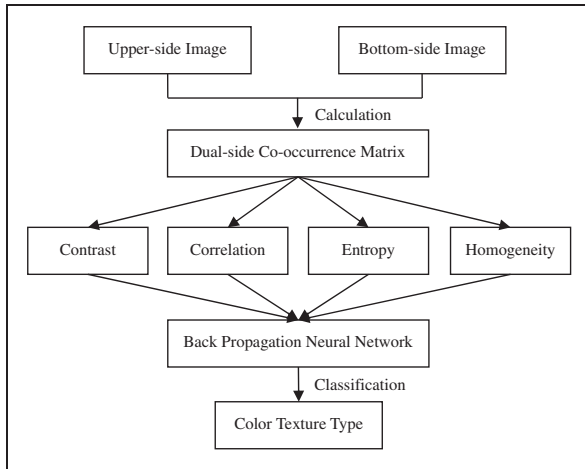 Upper-side Image
Bottom-side Image
Calculation
Dual-side Co-occurrence Matrix
Contrast
Correlation
Entropy
Homogeneity
Back Propagation Neural Network
Classification
Color Texture Type